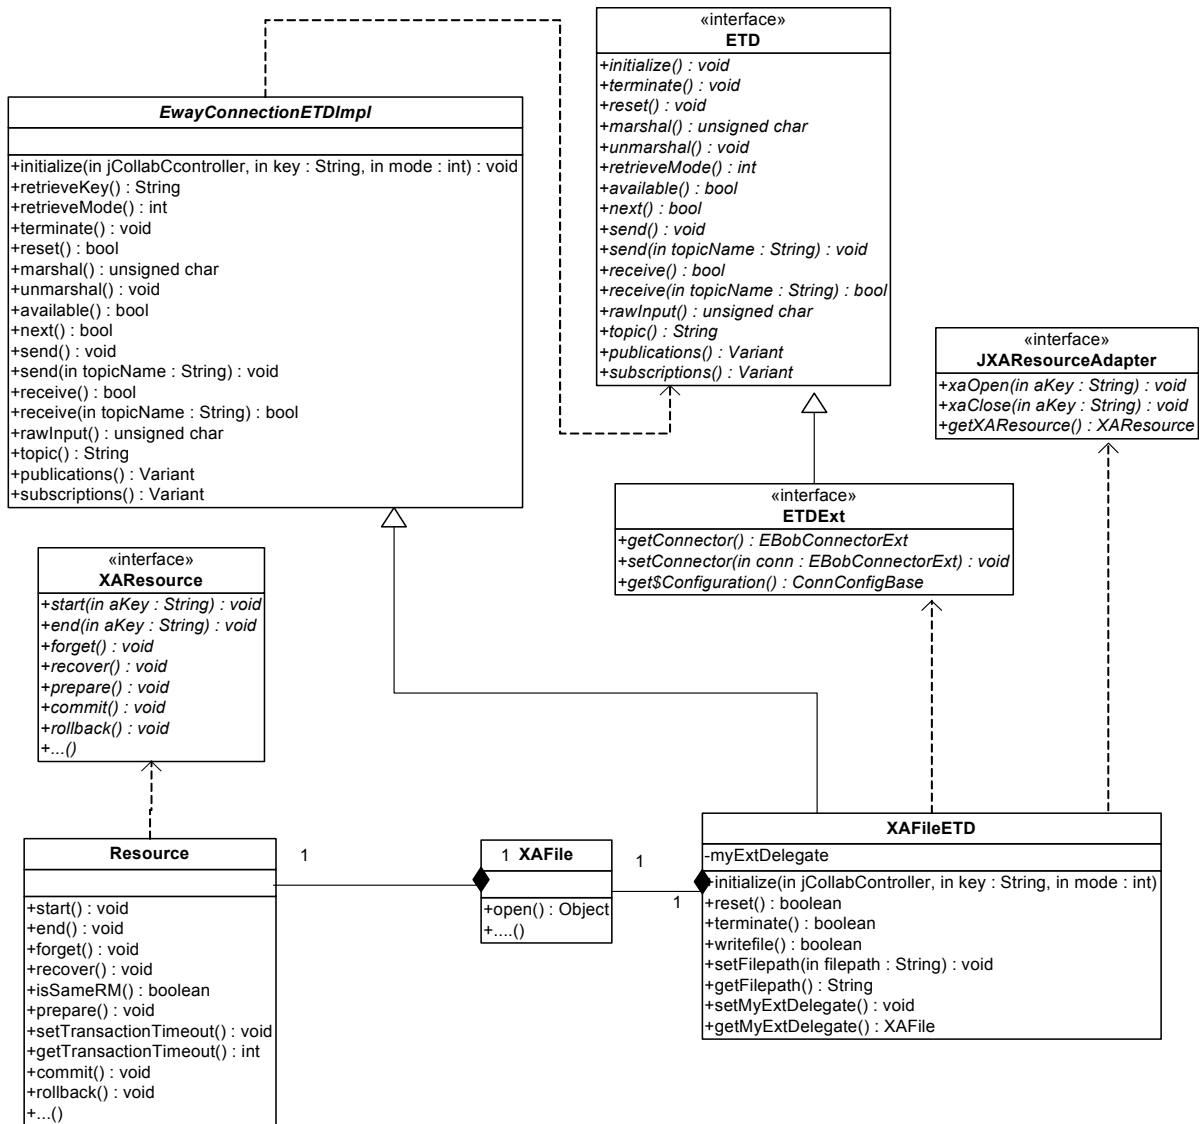 «interface»
ETD
+initialize() : void
+terminate() : void
+reset() : void
+marshal() : unsigned char
+unmarshal() : void
+retrieveMode() : int
+available() : bool
+next() : bool
+send() : void
+send(in topicName : String) : void
+receive() : bool
+receive(in topicName : String) : bool
+rawInput() : unsigned char
+topic() : String
+publications() : Variant
+subscriptions() : Variant
EwayConnectionETDImpl
+initialize(in jCollabCcontroller, in key : String, in mode : int) : void
+retrieveKey() : String
+retrieveMode() : int
+terminate() : void
+reset() : bool
+marshal() : unsigned char
+unmarshal() : void
+available() : bool
+next() : bool
+send() : void
+send(in topicName : String) : void
+receive() : bool
+receive(in topicName : String) : bool
+rawInput() : unsigned char
+topic() : String
+publications() : Variant
+subscriptions() : Variant
«interface»
JXAResourceAdapter
+xaOpen(in aKey : String) : void
+xaClose(in aKey : String) : void
+getXAResource() : XAResource
«interface»
ETDExt
+getConnector() : EBobConnectorExt
+setConnector(in conn : EBobConnectorExt) : void
+get$Configuration() : ConnConfigBase
«interface»
XAResource
+start(in aKey : String) : void
+end(in aKey : String) : void
+forget() : void
+recover() : void
+prepare() : void
+commit() : void
+rollback() : void
+...()
Resource
+start() : void
+end() : void
+forget() : void
+recover() : void
+isSameRM() : boolean
+prepare() : void
+setTransactionTimeout() : void
+getTransactionTimeout() : int
+commit() : void
+rollback() : void
+...()
1
1
XAFile
+open() : Object
+....()
1
1
XAFileETD
-myExtDelegate
+initialize(in jCollabController, in key : String, in mode : int)
+reset() : boolean
+terminate() : boolean
+writefile() : boolean
+setFilepath(in filepath : String) : void
+getFilepath() : String
+setMyExtDelegate() : void
+getMyExtDelegate() : XAFile